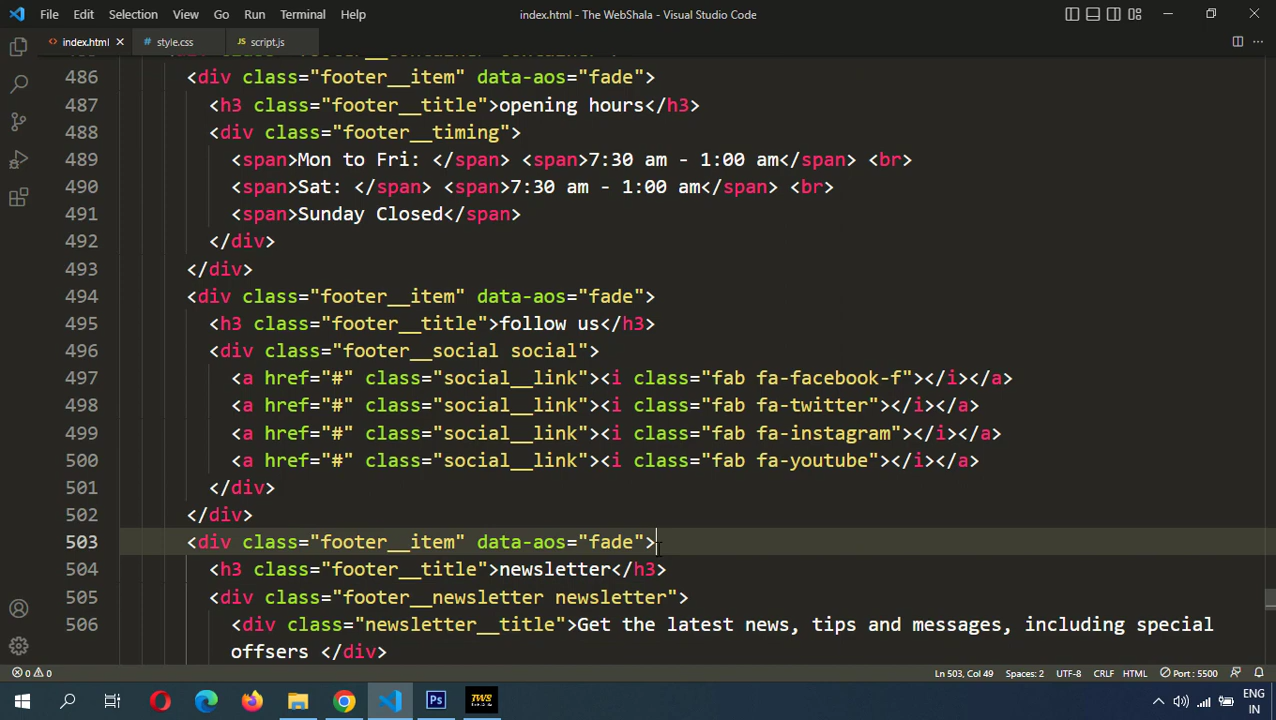 File Edit Selection View Go Run Terminal Help index.html - The WebShala - Visual Studio Code
index.html style.css JS script.js
486 <div class="footer__item" data-aos="fade">
487 <h3 class="footer__title">opening hours</h3>
488 <div class="footer__timing">
489 <span>Mon to Fri: </span> <span>7:30 am - 1:00 am</span> <br>
490 <span>Sat: </span> <span>7:30 am - 1:00 am</span> <br>
491 <span>Sunday Closed</span>
492 </div>
493 </div>
494 <div class="footer__item" data-aos="fade">
495 <h3 class="footer__title">follow us</h3>
496 <div class="footer__social social">
497 <a href="#" class="social__link"><i class="fab fa-facebook-f"></i></a>
498 <a href="#" class="social__link"><i class="fab fa-twitter"></i></a>
499 <a href="#" class="social__link"><i class="fab fa-instagram"></i></a>
500 <a href="#" class="social__link"><i class="fab fa-youtube"></i></a>
501 </div>
502 </div>
503 <div class="footer__item" data-aos="fade">
504 <h3 class="footer__title">newsletter</h3>
505 <div class="footer__newsletter newsletter">
506 <div class="newsletter__title">Get the latest news, tips and messages, including special
offsers </div>
0 0 Ln 503, Col 49 Spaces: 2 UTF-8 CRLF HTML Port : 5500
Ps TWS ENG
IN